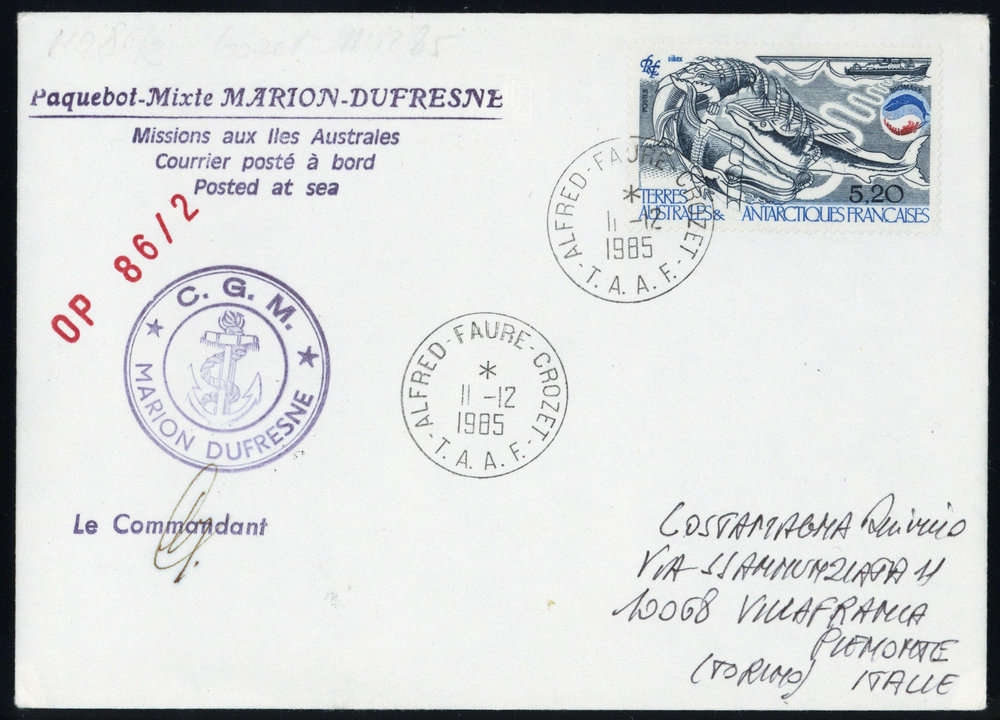 Paquebot-Mixte MARION-DUFRESNE
Missions aux Iles Australes
Courrier posté à bord
Posted at sea
OP 86/2
C. G. M.
MARION DUFRESNE
Le Commandant
BIOMASS
POSTES
5,20
TERRES
AUSTRALES & ANTARCTIQUES FRANÇAISES
ALFRED-FAURE-CROZET
11-12
1985
T.A.A.F.
ALFRED-FAURE-CROZET
11-12
1985
T.A.A.F.
COSTAMAGNA
VIA SS ANNUNZIATA 11
10068 VILLAFRANCA
PIEMONTE
(TORINO) ITALIE